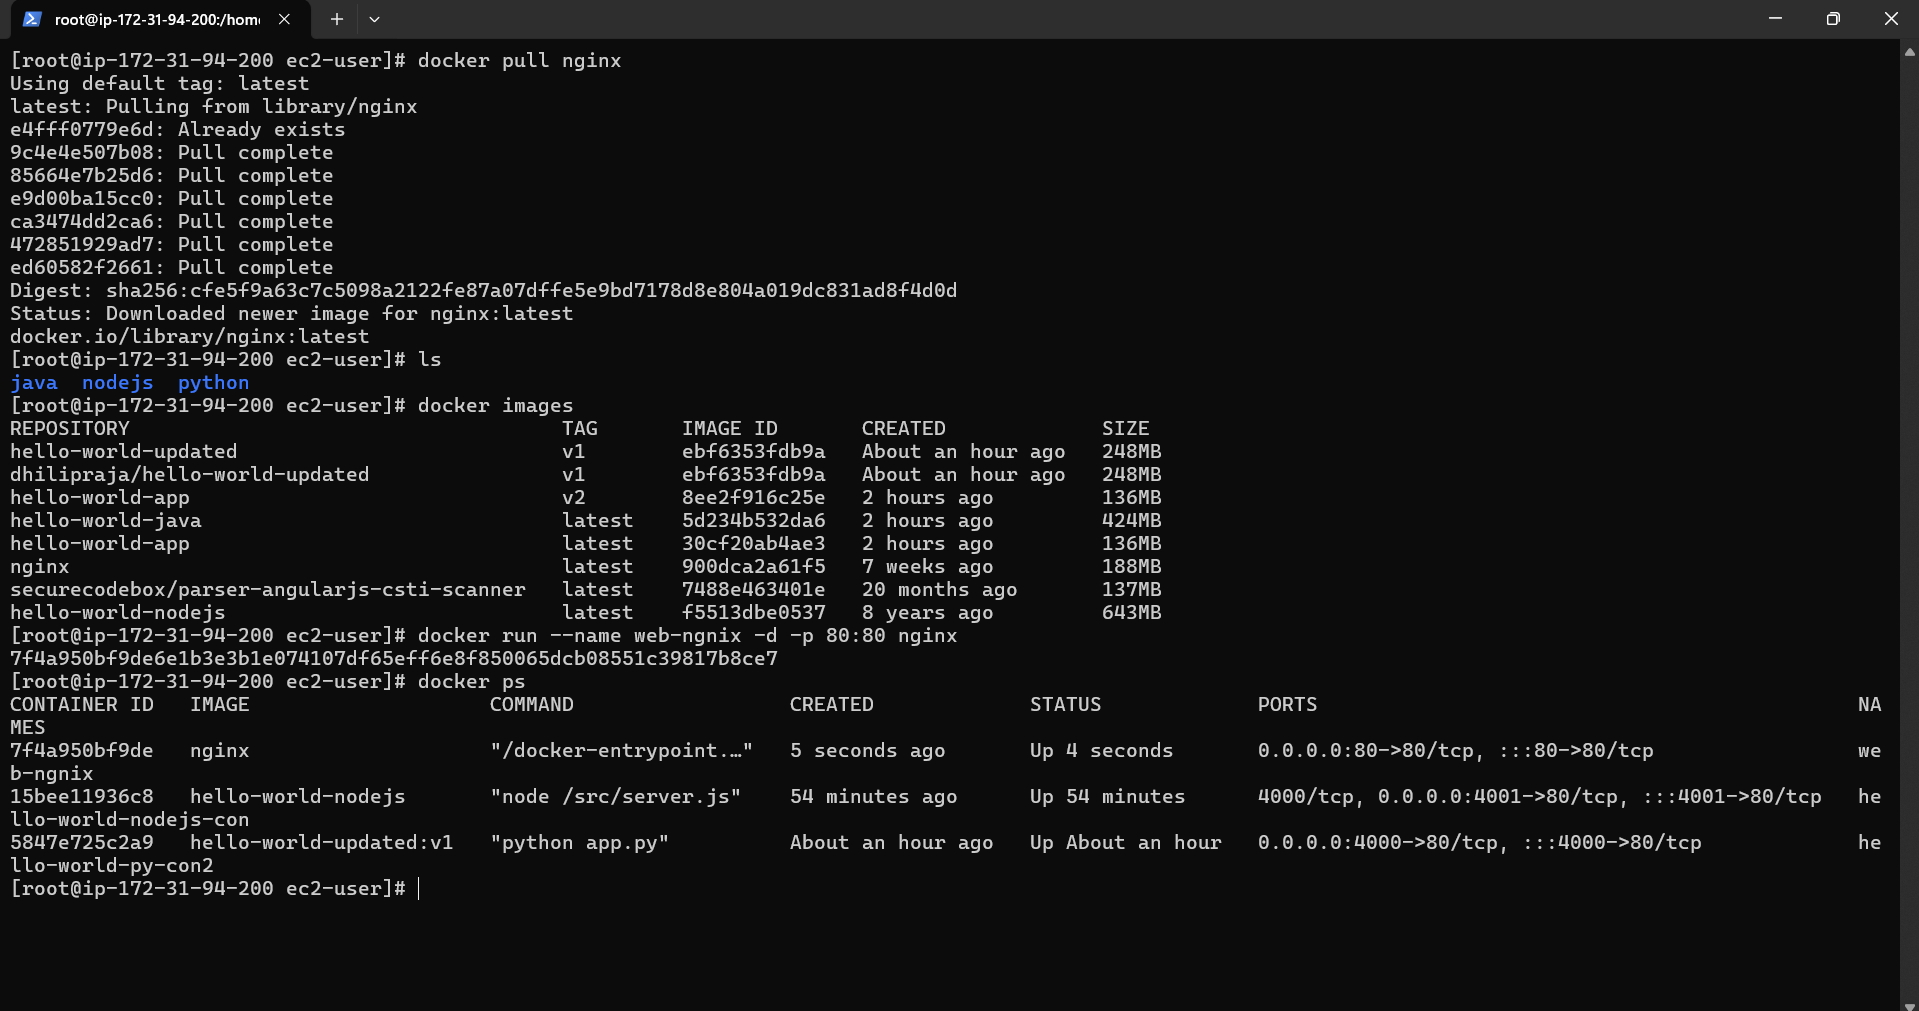 root@ip-172-31-94-200:/hom
[root@ip-172-31-94-200 ec2-user]# docker pull nginx
Using default tag: latest
latest: Pulling from library/nginx
e4fff0779e6d: Already exists
9c4e4e507b08: Pull complete
85664e7b25d6: Pull complete
e9d00ba15cc0: Pull complete
ca3474dd2ca6: Pull complete
472851929ad7: Pull complete
ed60582f2661: Pull complete
Digest: sha256:cfe5f9a63c7c5098a2122fe87a07dffe5e9bd7178d8e804a019dc831ad8f4d0d
Status: Downloaded newer image for nginx:latest
docker.io/library/nginx:latest
[root@ip-172-31-94-200 ec2-user]# ls
java  nodejs  python
[root@ip-172-31-94-200 ec2-user]# docker images
REPOSITORY                                    TAG       IMAGE ID       CREATED             SIZE
hello-world-updated                           v1        ebf6353fdb9a   About an hour ago   248MB
dhilipraja/hello-world-updated                v1        ebf6353fdb9a   About an hour ago   248MB
hello-world-app                               v2        8ee2f916c25e   2 hours ago         136MB
hello-world-java                              latest    5d234b532da6   2 hours ago         424MB
hello-world-app                               latest    30cf20ab4ae3   2 hours ago         136MB
nginx                                         latest    900dca2a61f5   7 weeks ago         188MB
securecodebox/parser-angularjs-csti-scanner   latest    7488e463401e   20 months ago       137MB
hello-world-nodejs                            latest    f5513dbe0537   8 years ago         643MB
[root@ip-172-31-94-200 ec2-user]# docker run --name web-ngnix -d -p 80:80 nginx
7f4a950bf9de6e1b3e3b1e074107df65eff6e8f850065dcb08551c39817b8ce7
[root@ip-172-31-94-200 ec2-user]# docker ps
CONTAINER ID   IMAGE                    COMMAND                  CREATED             STATUS             PORTS                                             NA
MES
7f4a950bf9de   nginx                    "/docker-entrypoint.…"   5 seconds ago       Up 4 seconds       0.0.0.0:80->80/tcp, :::80->80/tcp                 we
b-ngnix
15bee11936c8   hello-world-nodejs       "node /src/server.js"    54 minutes ago      Up 54 minutes      4000/tcp, 0.0.0.0:4001->80/tcp, :::4001->80/tcp   he
llo-world-nodejs-con
5847e725c2a9   hello-world-updated:v1   "python app.py"          About an hour ago   Up About an hour   0.0.0.0:4000->80/tcp, :::4000->80/tcp             he
llo-world-py-con2
[root@ip-172-31-94-200 ec2-user]#